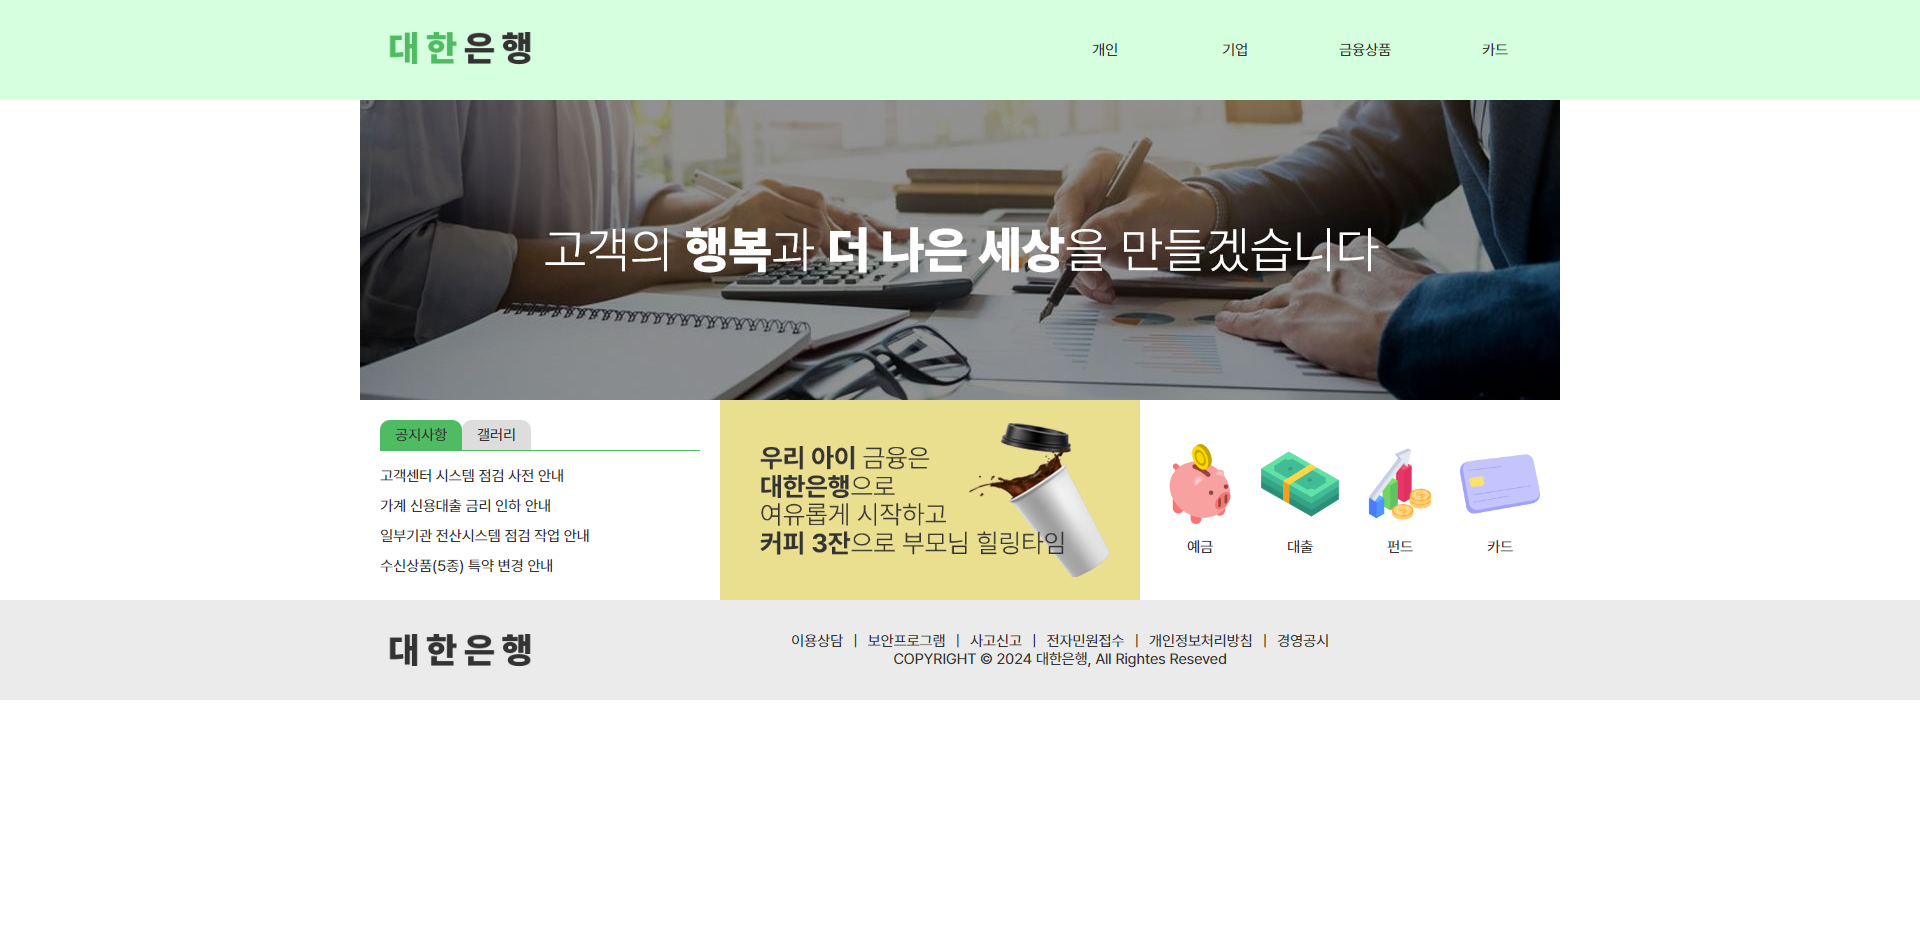 대한은행
개인
기업
금융상품
카드
고객의 행복과 더 나은 세상을 만들겠습니다
공지사항
갤러리
고객센터 시스템 점검 사전 안내
가계 신용대출 금리 인하 안내
일부기관 전산시스템 점검 작업 안내
수신상품(5종) 특약 변경 안내
우리 아이 금융은
대한은행으로
여유롭게 시작하고
커피 3잔으로 부모님 힐링타임
예금
대출
펀드
카드
대한은행
이용상담 | 보안프로그램 | 사고신고 | 전자민원접수 | 개인정보처리방침 | 경영공시
COPYRIGHT © 2024 대한은행, All Rightes Reseved